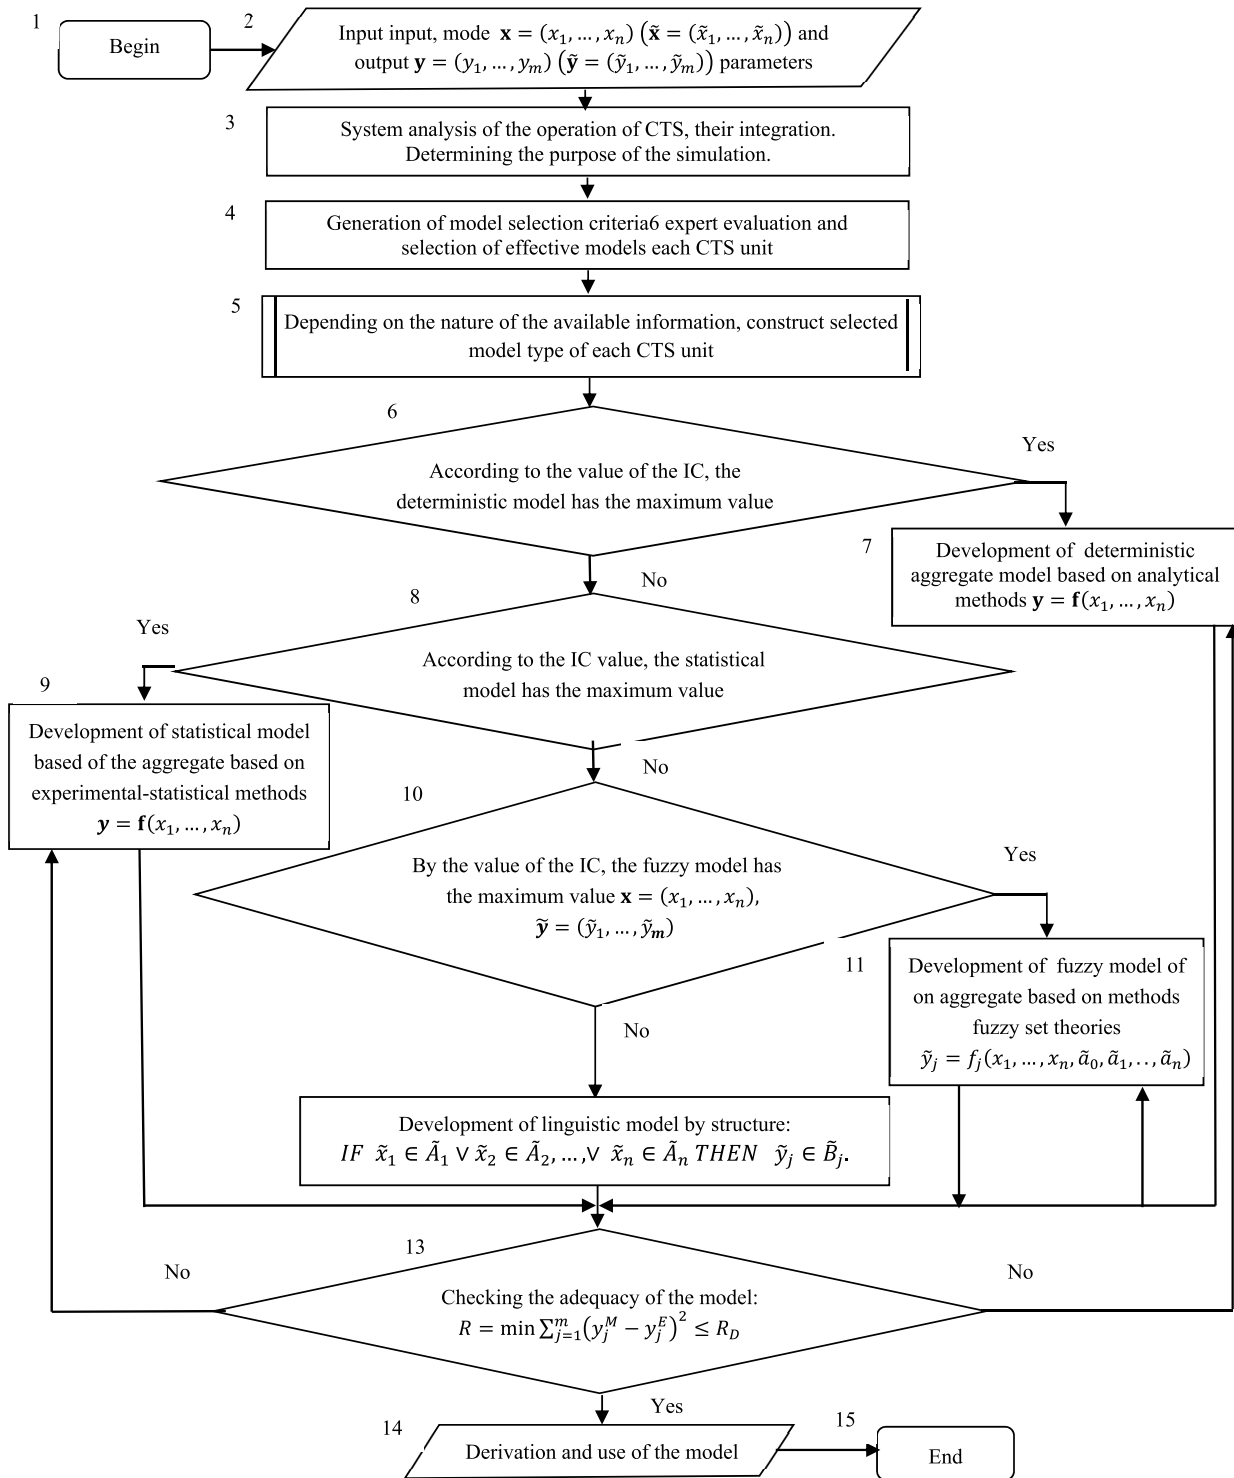 1
2
Begin
Input input, mode 𝐱 = (x₁, … , xₙ) (𝐱̃ = (x̃₁, … , x̃ₙ)) and
output 𝐲 = (y₁, … , yₘ) (𝐲̃ = (ỹ₁, … , ỹₘ)) parameters
3
System analysis of the operation of CTS, their integration.
Determining the purpose of the simulation.
4
Generation of model selection criteria6 expert evaluation and
selection of effective models each CTS unit
5
Depending on the nature of the available information, construct selected
model type of each CTS unit
6
According to the value of the IC, the
deterministic model has the maximum value
Yes
No
7
Development of deterministic
aggregate model based on analytical
methods 𝐲 = 𝐟(x₁, … , xₙ)
8
According to the IC value, the statistical
model has the maximum value
Yes
No
9
Development of statistical model
based of the aggregate based on
experimental-statistical methods
𝒚 = 𝐟(x₁, … , xₙ)
10
By the value of the IC, the fuzzy model has
the maximum value 𝐱 = (x₁, … , xₙ),
𝒚̃ = (ỹ₁, … , ỹₘ)
Yes
No
11
Development of fuzzy model of
on aggregate based on methods
fuzzy set theories
ỹⱼ = fⱼ(x₁, … , xₙ, ã₀, ã₁, . . , ãₙ)
Development of linguistic model by structure:
IF x̃₁ ∈ Ã₁ ∨ x̃₂ ∈ Ã₂, … ,∨ x̃ₙ ∈ Ãₙ THEN ỹⱼ ∈ B̃ⱼ.
13
No
No
Checking the adequacy of the model:
R = min ∑ⱼ₌₁ᵐ(yⱼᴹ − yⱼᴱ)² ≤ R_D
Yes
14
Derivation and use of the model
15
End